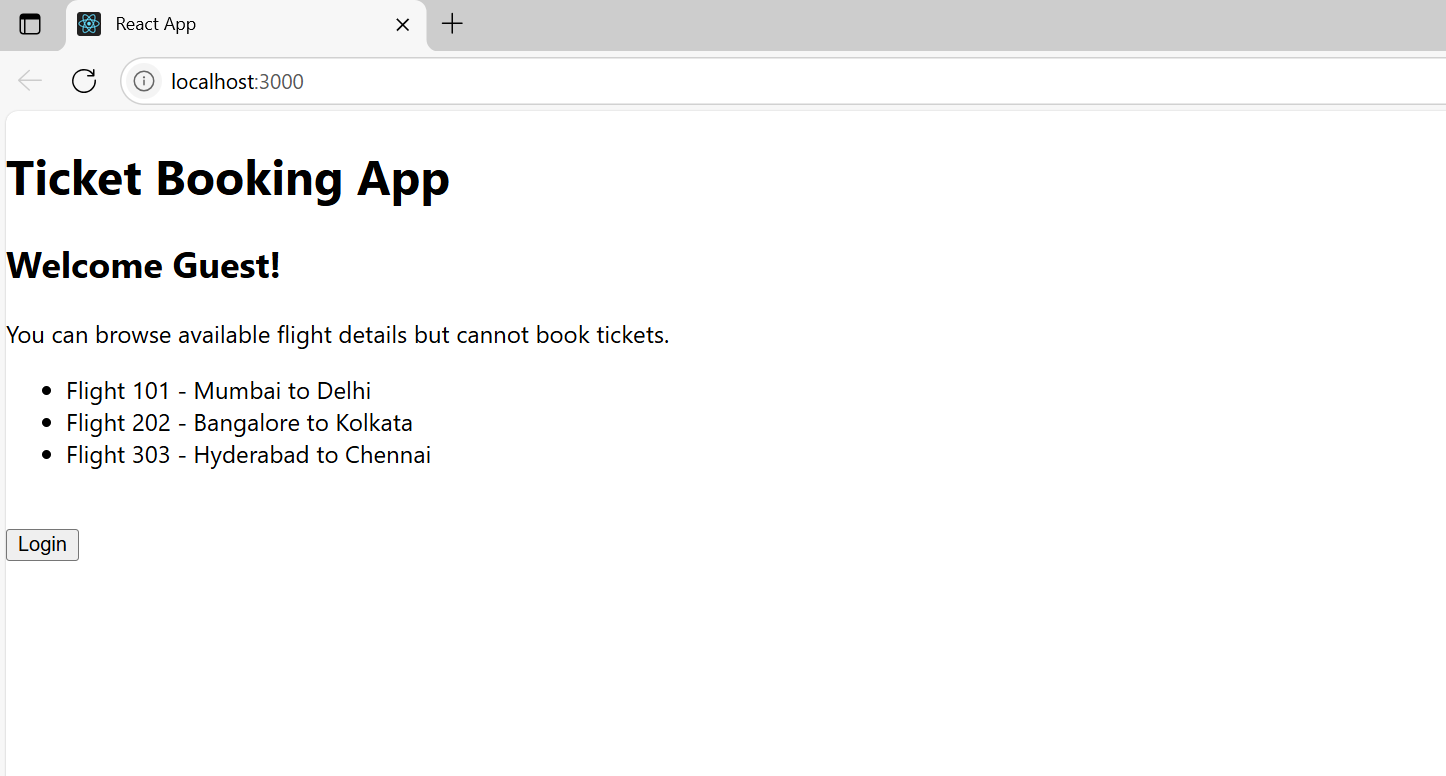 React App
localhost:3000
Ticket Booking App
Welcome Guest!
You can browse available flight details but cannot book tickets.
• Flight 101 - Mumbai to Delhi
• Flight 202 - Bangalore to Kolkata
• Flight 303 - Hyderabad to Chennai
Login